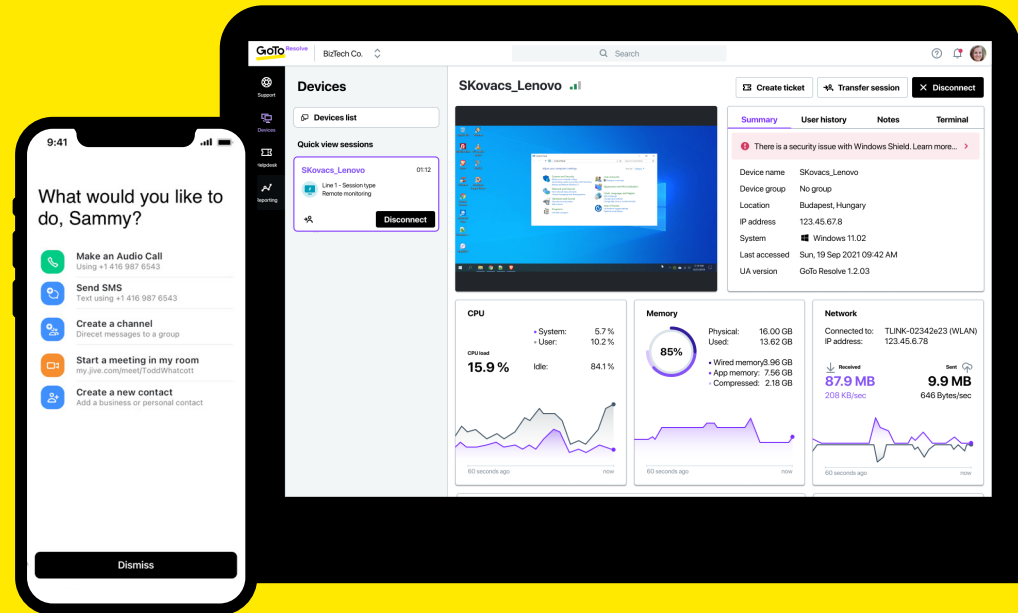 9:41
What would you like to
do, Sammy?
Make an Audio Call
Using +1 416 987 6543
Send SMS
Text using +1 416 987 6543
Create a channel
Direcet messages to a group
Start a meeting in my room
my.jive.com/meet/ToddWhatcott
Create a new contact
Add a business or personal contact
Dismiss
GoTo Resolve
BizTech Co.
Search
Support
Devices
Helpdesk
Reporting
Devices
Devices list
Quick view sessions
SKovacs_Lenovo 01:12
Line 1 - Session type
Remote monitoring
Disconnect
SKovacs_Lenovo
Create ticket
Transfer session
Disconnect
Summary User history Notes Terminal
There is a security issue with Windows Shield. Learn more...
Device name SKovacs_Lenovo
Device group No group
Location Budapest, Hungary
IP address 123.45.67.8
System Windows 11.02
Last accessed Sun, 19 Sep 2021 09:42 AM
UA version GoTo Resolve 1.2.03
CPU
System: 5.7 %
User: 10.2 %
CPU load
15.9 %
Idle: 84.1 %
60 seconds ago now
Memory
85%
Physical: 16.00 GB
Used: 13.62 GB
Wired memory3.96 GB
App memory: 7.56 GB
Compressed: 2.18 GB
60 seconds ago now
Network
Connected to: TLINK-02342e23 (WLAN)
IP address: 123.45.6.78
Received Sent
87.9 MB 9.9 MB
208 KB/sec 646 Bytes/sec
60 seconds ago now